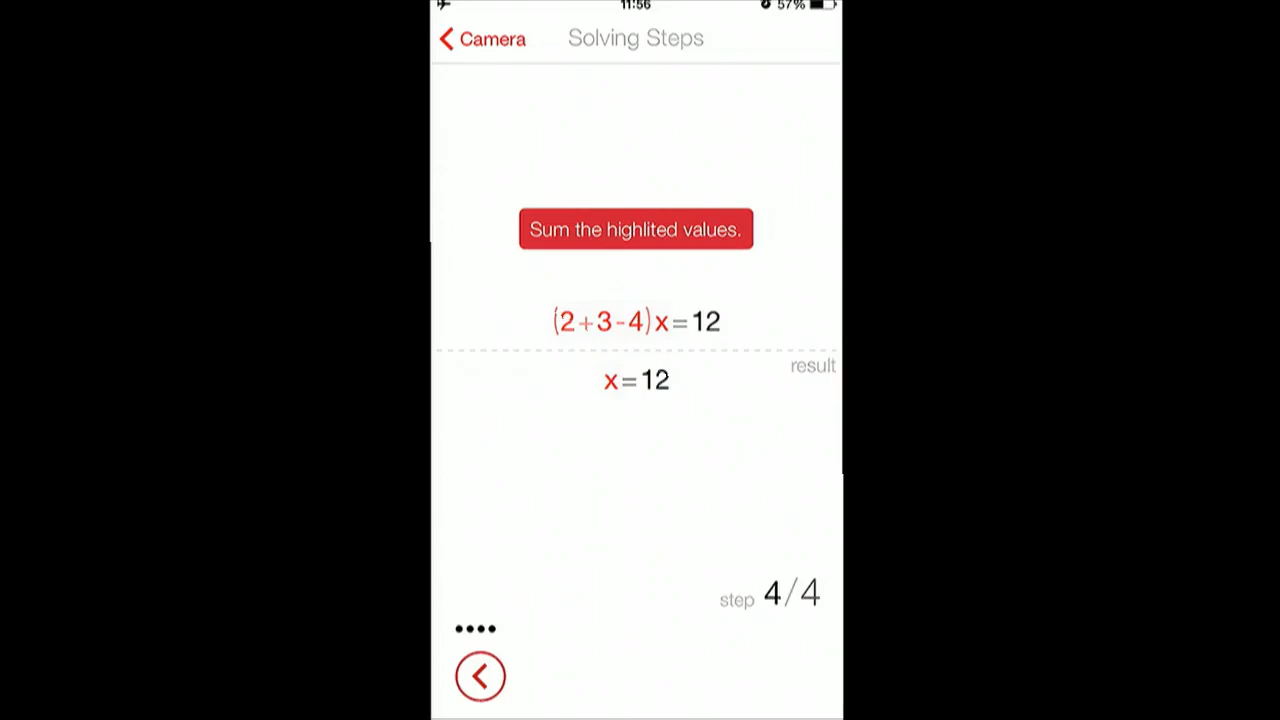 11:56 57%
Camera Solving Steps
Sum the highlited values.
(2+3-4)x=12
result
x=12
step 4/4